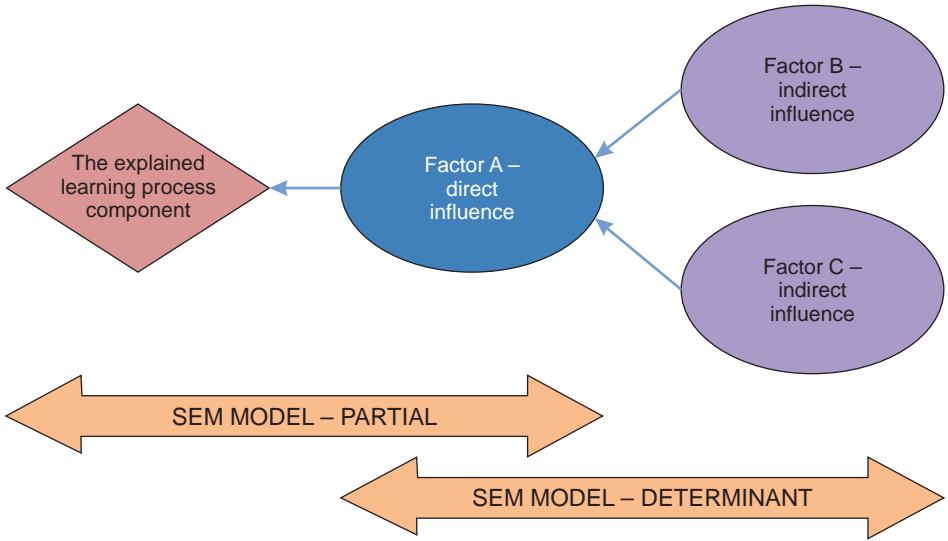 Factor B –
indirect
influence
The explained
learning process
component
Factor A –
direct
influence
Factor C –
indirect
influence
SEM MODEL – PARTIAL
SEM MODEL – DETERMINANT